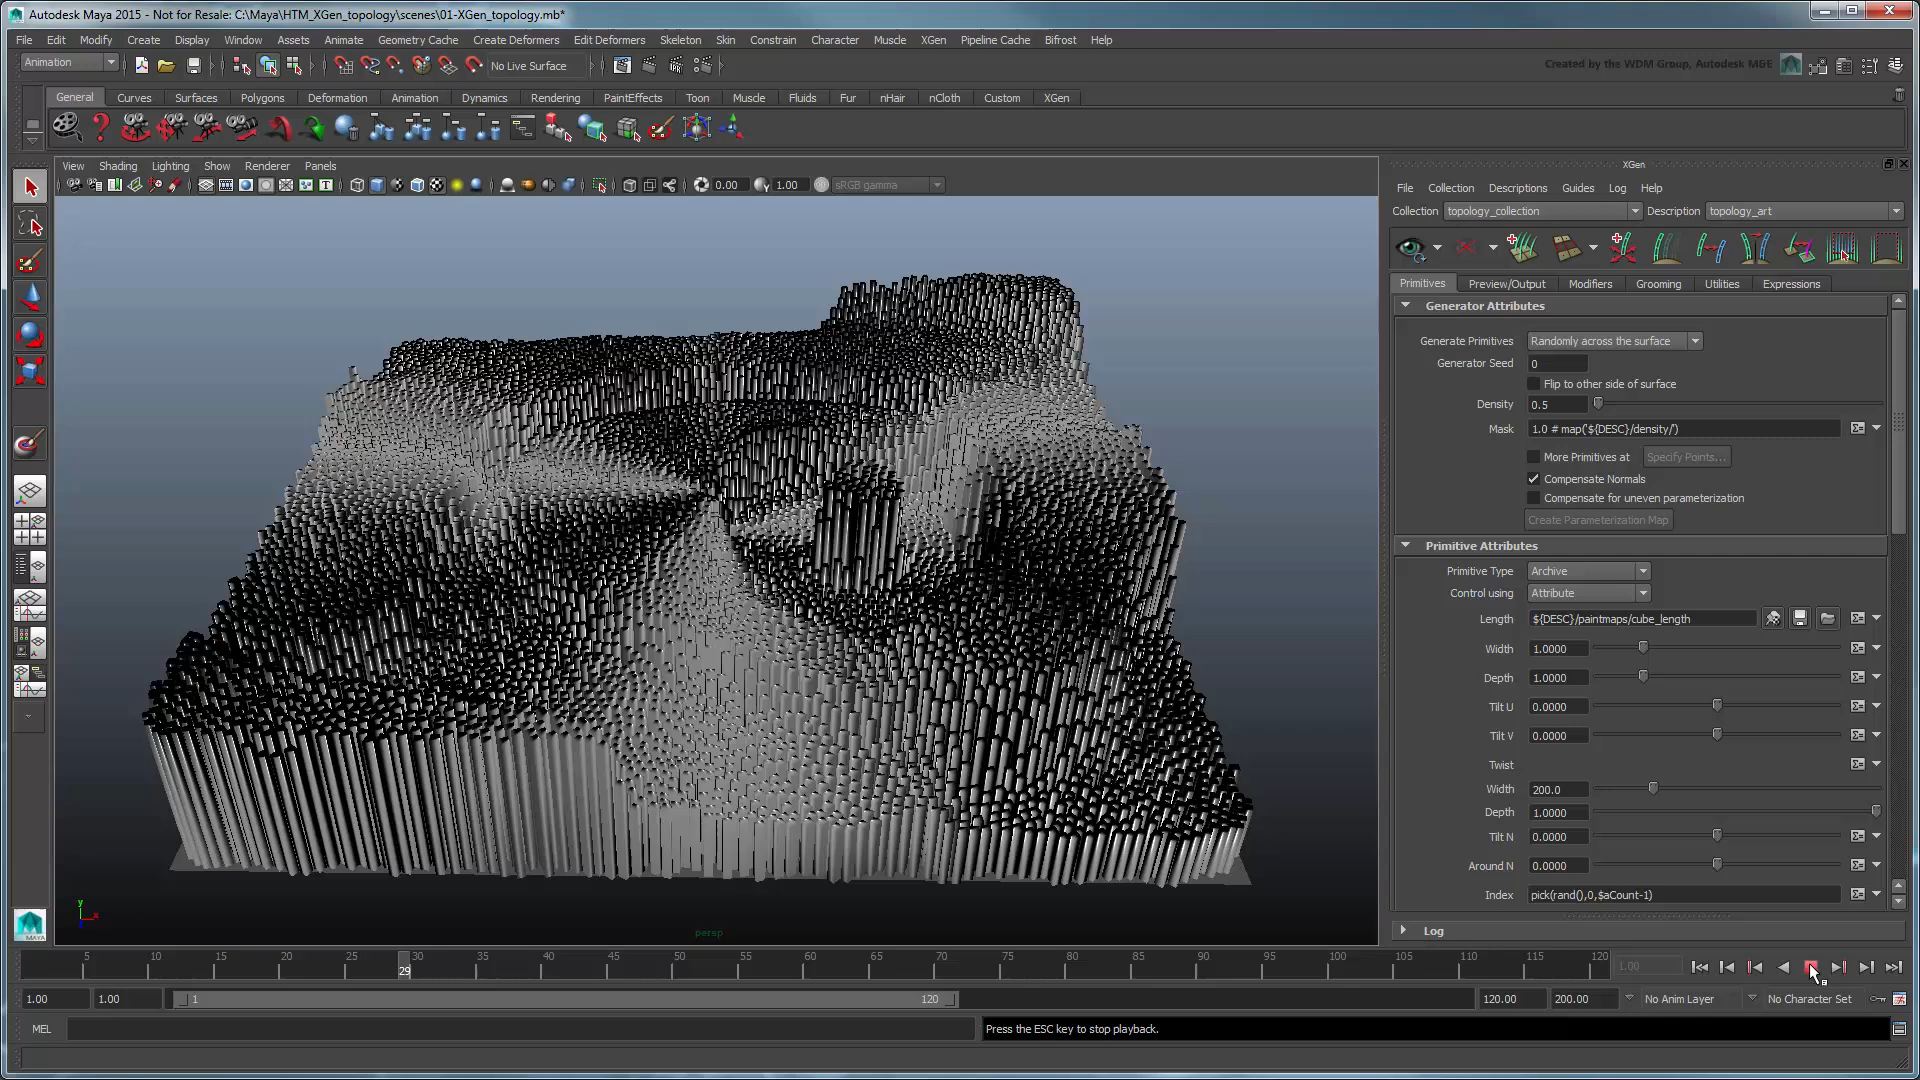 Autodesk Maya 2015 - Not for Resale: C:\Maya\HTM_XGen_topology\scenes\01-XGen_topology.mb*
File Edit Modify Create Display Window Assets Animate Geometry Cache Create Deformers Edit Deformers Skeleton Skin Constrain Character Muscle XGen Pipeline Cache Bifrost Help
Animation No Live Surface Created by the WDM Group, Autodesk M&E
General Curves Surfaces Polygons Deformation Animation Dynamics Rendering PaintEffects Toon Muscle Fluids Fur nHair nCloth Custom XGen
View Shading Lighting Show Renderer Panels
0.00 1.00 sRGB gamma
persp
XGen
File Collection Descriptions Guides Log Help
Collection topology_collection Description topology_art
Primitives Preview/Output Modifiers Grooming Utilities Expressions
Generator Attributes
Generate Primitives Randomly across the surface
Generator Seed 0
Flip to other side of surface
Density 0.5
Mask 1.0 # map('${DESC}/density/')
More Primitives at Specify Points...
Compensate Normals
Compensate for uneven parameterization
Create Parameterization Map
Primitive Attributes
Primitive Type Archive
Control using Attribute
Length ${DESC}/paintmaps/cube_length
Width 1.0000
Depth 1.0000
Tilt U 0.0000
Tilt V 0.0000
Twist
Width 200.0
Depth 1.0000
Tilt N 0.0000
Around N 0.0000
Index pick(rand(),0,$aCount-1)
Log
5 10 15 20 25 29 30 35 40 45 50 55 60 65 70 75 80 85 90 95 100 105 110 115 120 1.00
1.00 1.00 1 120 120.00 200.00 No Anim Layer No Character Set
MEL Press the ESC key to stop playback.